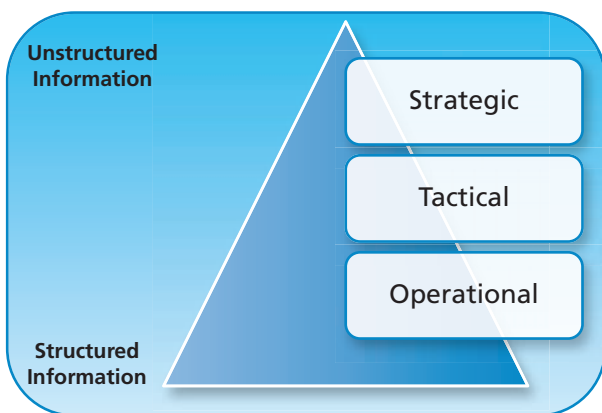 Unstructured
Information
Strategic
Tactical
Operational
Structured
Information